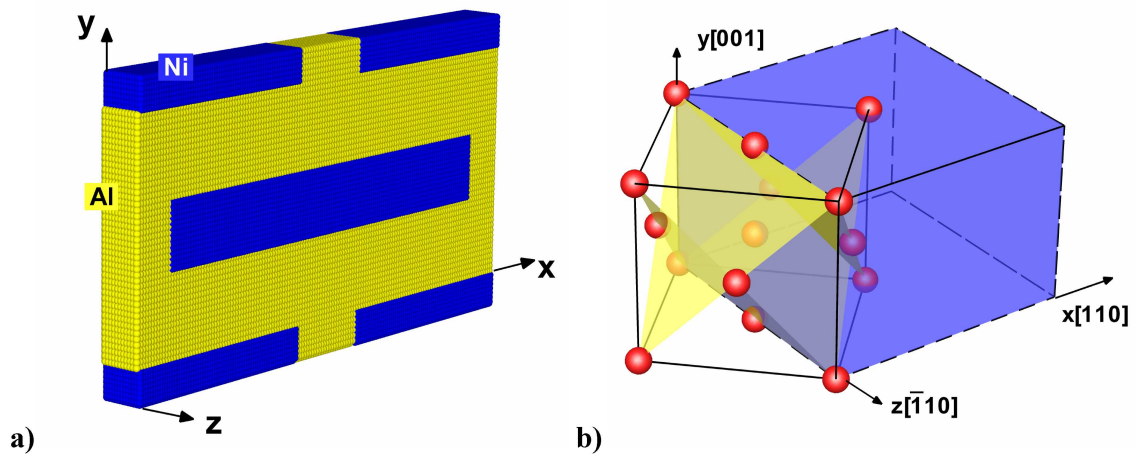 y
Ni
Al
x
z
a)
y[001]
x[110]
z[1̅10]
b)